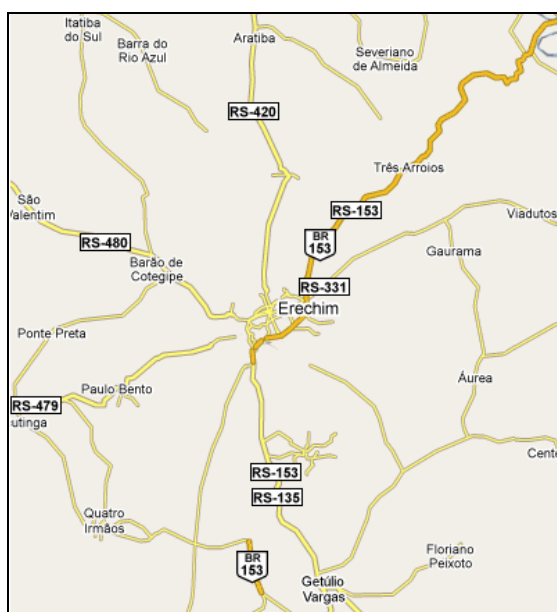 Itatiba
do Sul
Barra do
Rio Azul
Aratiba
Severiano
de Almeida
RS-420
Três Arroios
São
Valentim
RS-153
Viadutos
RS-480
BR
153
Gaurama
Barão de
Cotegipe
RS-331
Erechim
Ponte Preta
Áurea
Paulo Bento
RS-479
utinga
Cente
RS-153
RS-135
Quatro
Irmãos
BR
153
Floriano
Peixoto
Getúlio
Vargas